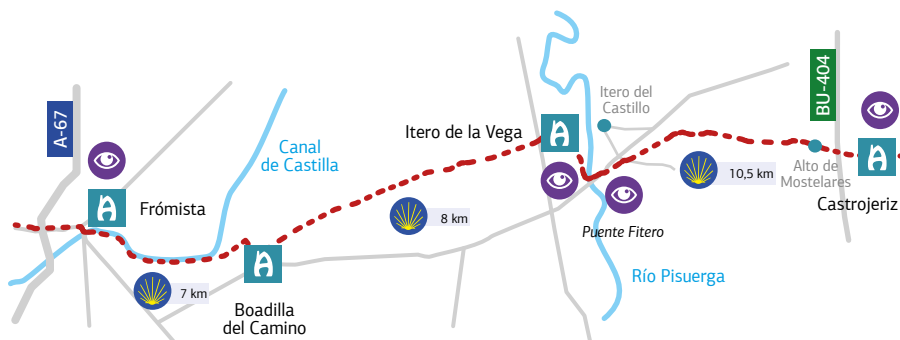 A-67
Frómista
7 km
Canal
de Castilla
Boadilla
del Camino
8 km
Itero de la Vega
Itero del
Castillo
Puente Fitero
Río Pisuerga
10,5 km
BU-404
Alto de
Mostelares
Castrojeriz